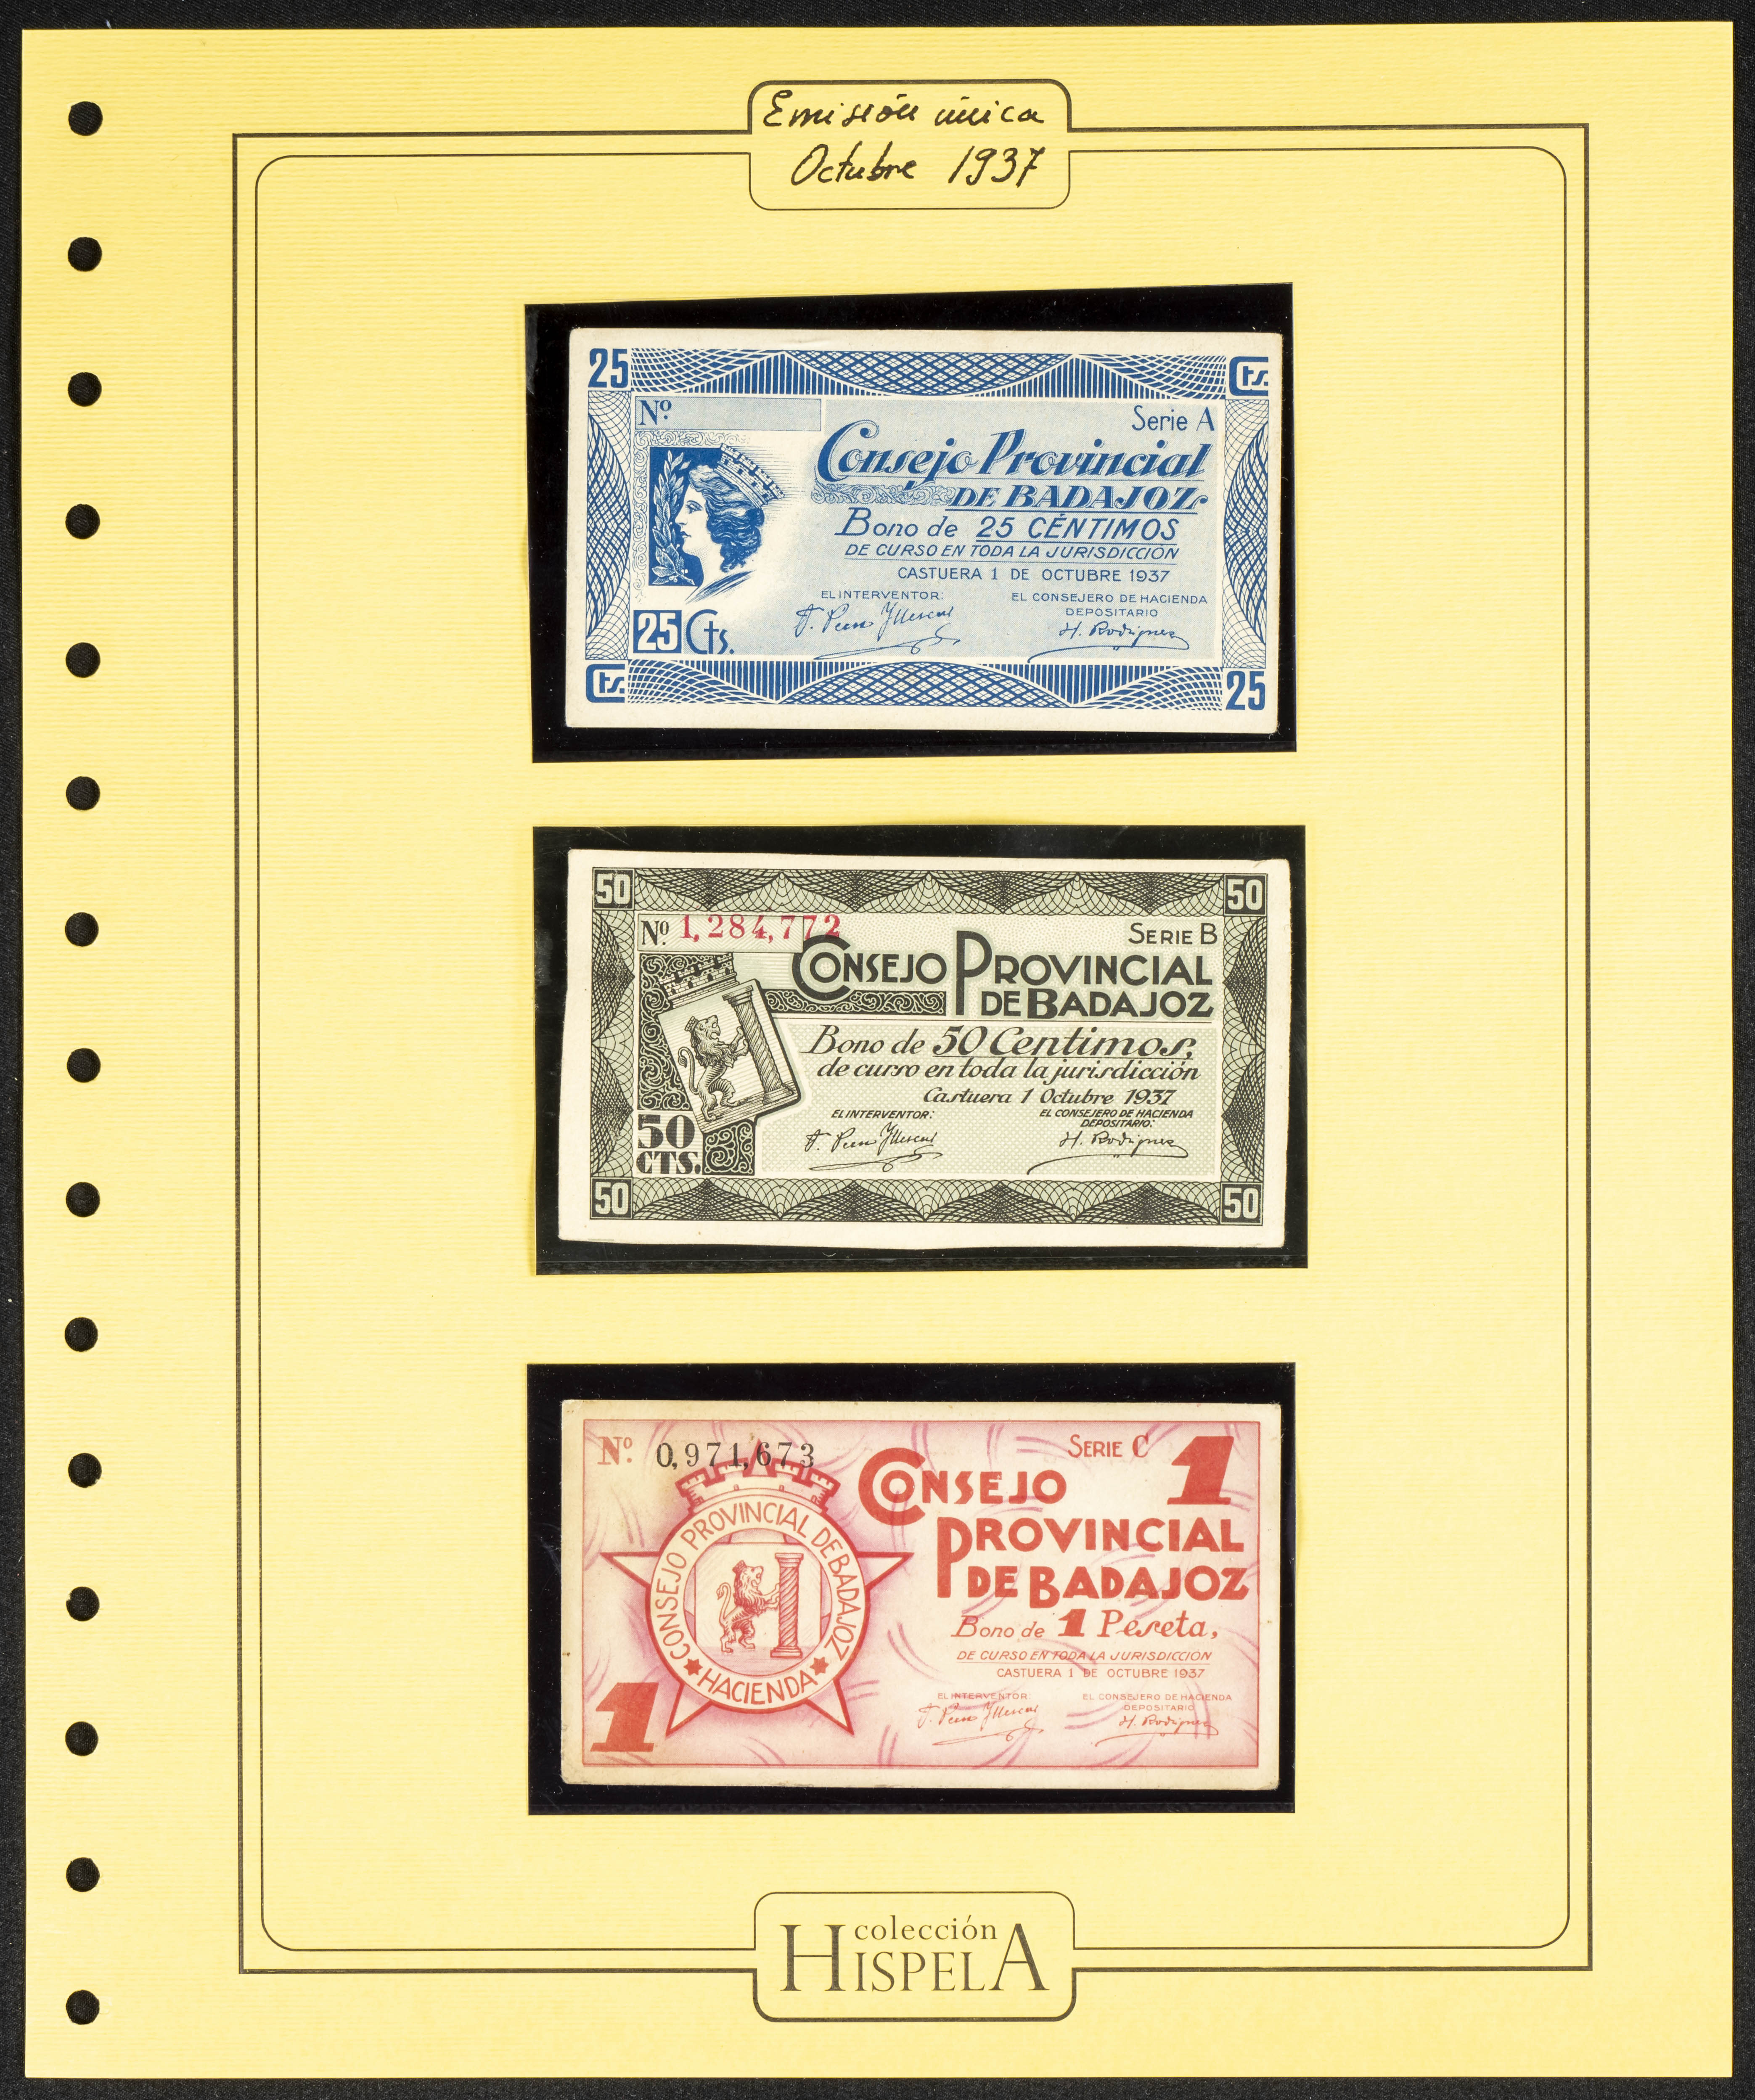 Emisión única
Octubre 1937
25 Cts.
Nº Serie A
Consejo Provincial
DE BADAJOZ
Bono de 25 CÉNTIMOS
DE CURSO EN TODA LA JURISDICCIÓN
CASTUERA 1 DE OCTUBRE 1937
EL INTERVENTOR: EL CONSEJERO DE HACIENDA
DEPOSITARIO
H. Rodriguez
25 Cts.
Cts. 25
50 50
Nº 1,284,772 SERIE B
CONSEJO PROVINCIAL
DE BADAJOZ
Bono de 50 Centimos,
de curso en toda la jurisdicción
Castuera 1 Octubre 1937
EL INTERVENTOR: EL CONSEJERO DE HACIENDA
DEPOSITARIO:
H. Rodriguez
50
CTS.
50 50
Nº 0,971,673 SERIE C 1
CONSEJO
PROVINCIAL
DE BADAJOZ
CONSEJO PROVINCIAL DE BADAJOZ
HACIENDA
Bono de 1 Peseta,
DE CURSO EN TODA LA JURISDICCIÓN
CASTUERA 1 DE OCTUBRE 1937
EL INTERVENTOR EL CONSEJERO DE HACIENDA
DEPOSITARIO
H. Rodriguez
1
colección
HISPELA